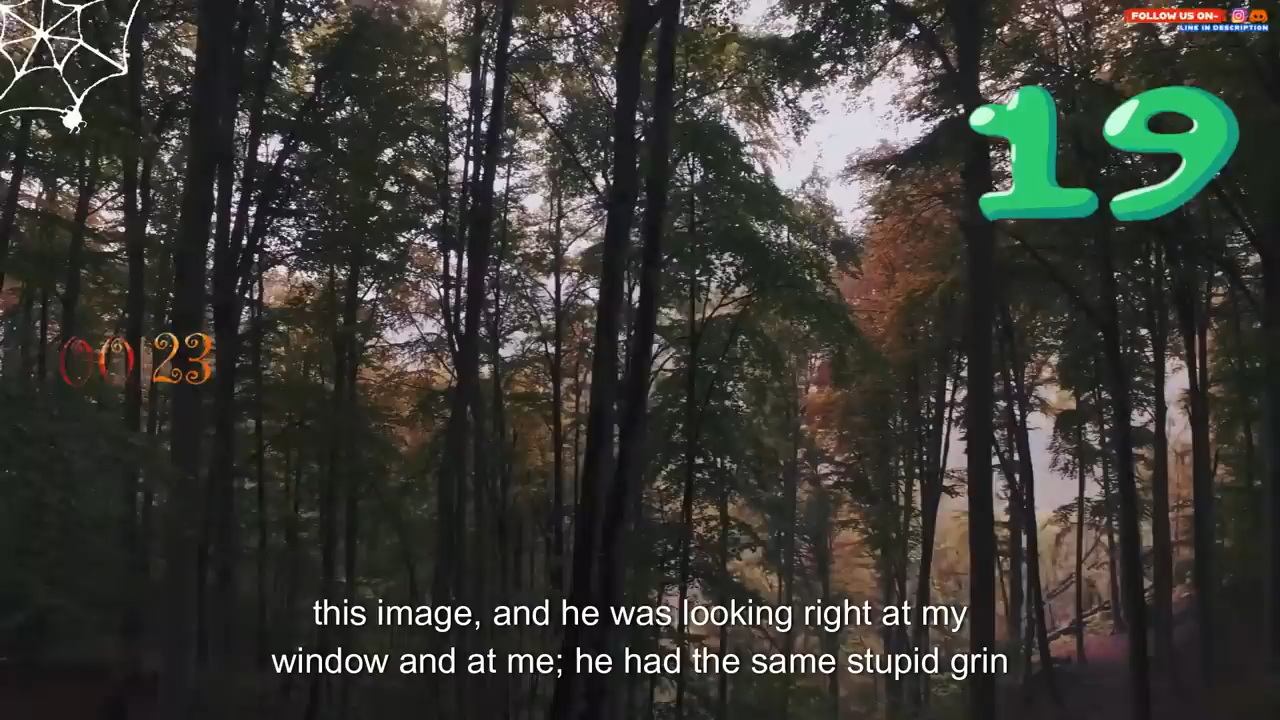 FOLLOW US ON-
LINK IN DESCRIPTION
19
00 23
this image, and he was looking right at my
window and at me; he had the same stupid grin